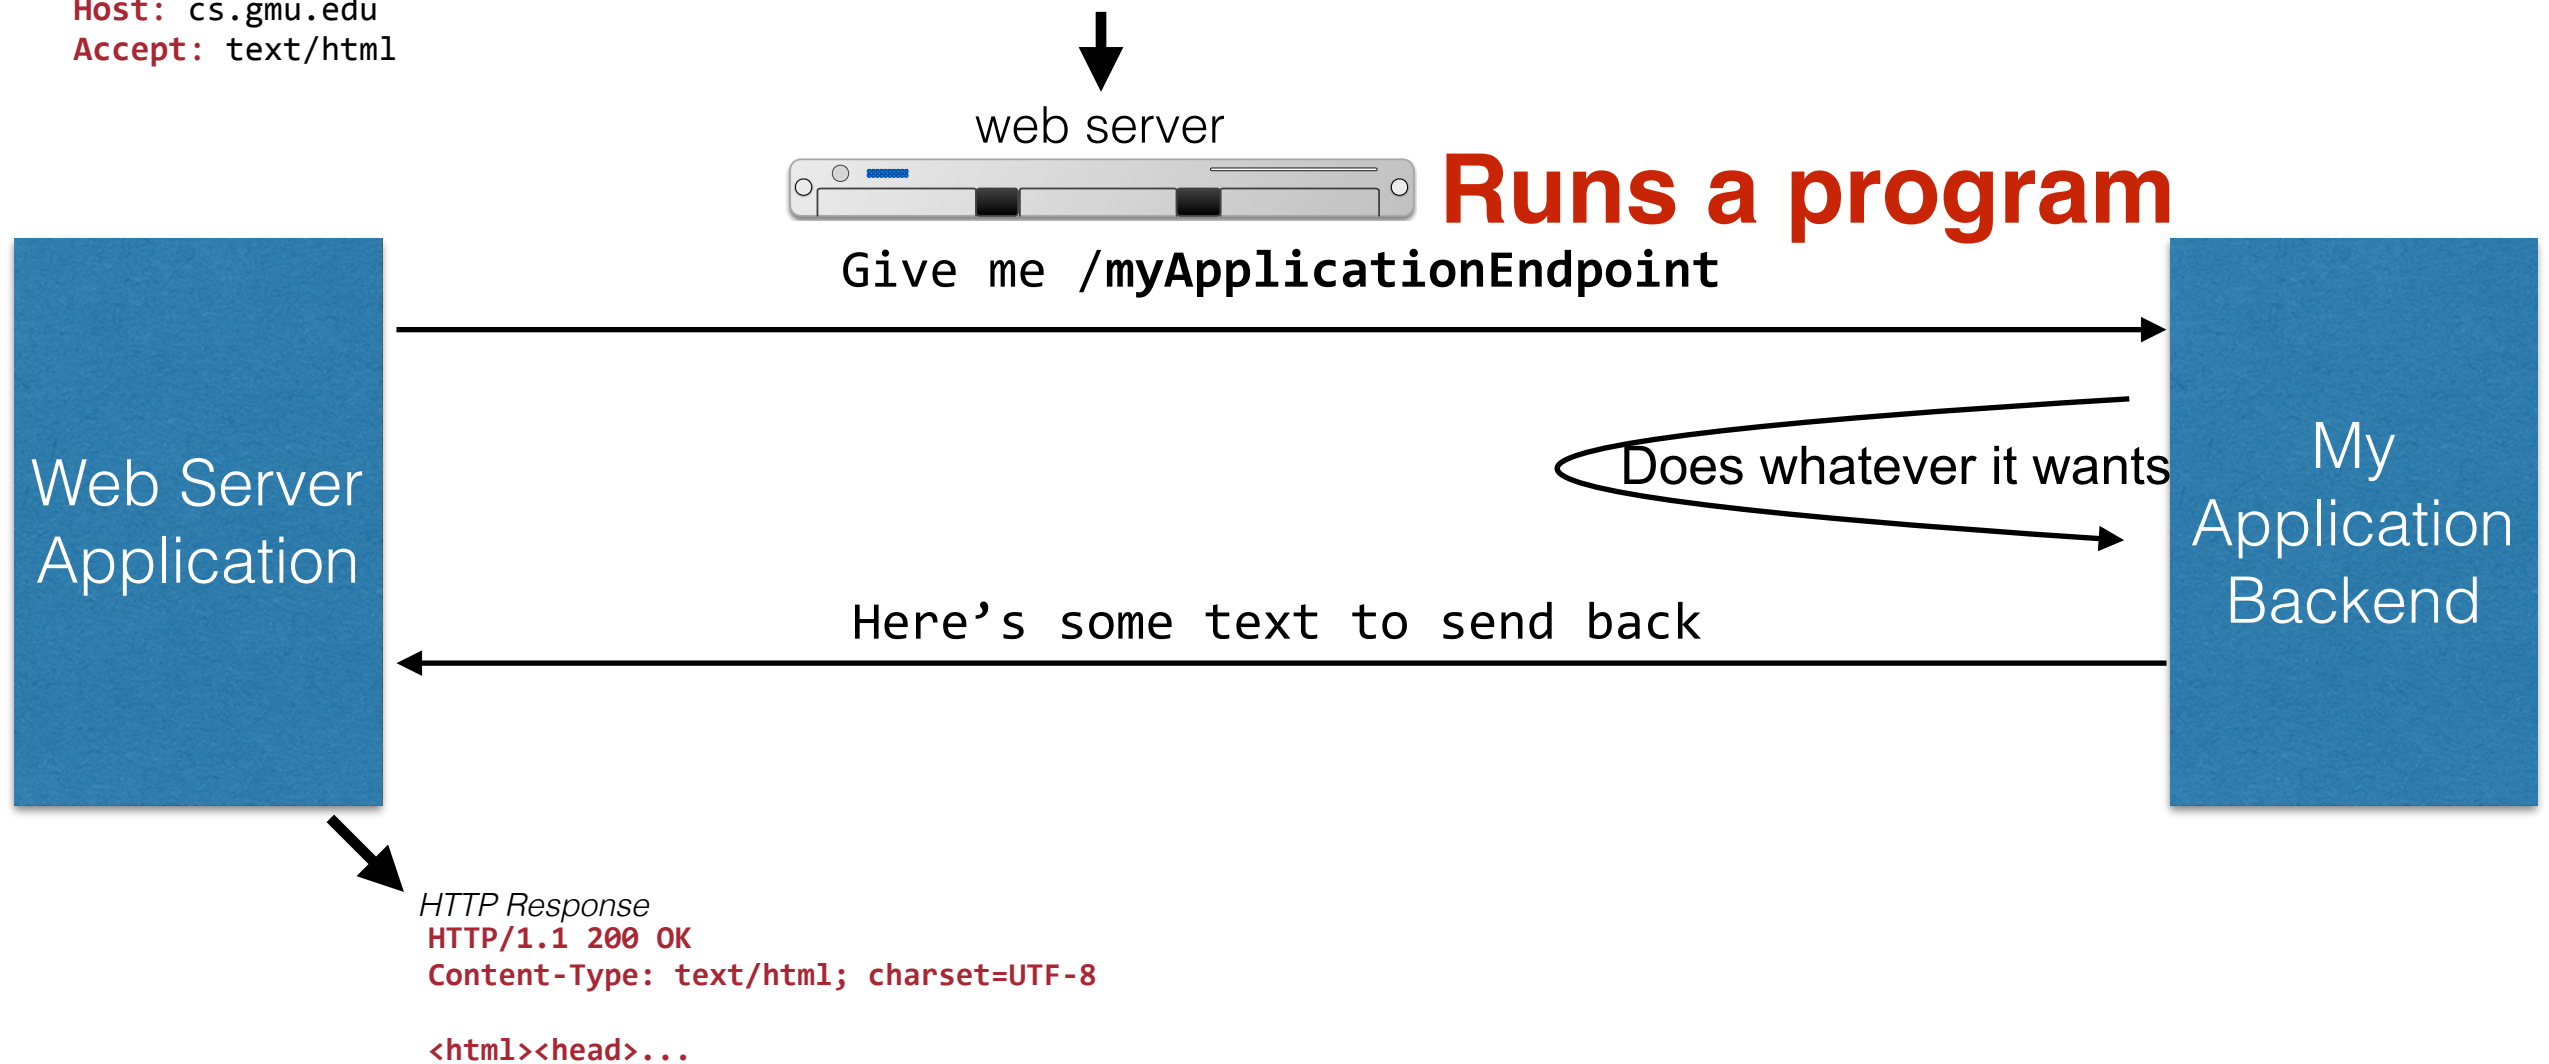 Host: cs.gmu.edu
Accept: text/html
web server
Runs a program
Give me /myApplicationEndpoint
Does whatever it wants
Web Server
Application
My
Application
Backend
Here’s some text to send back
HTTP Response
HTTP/1.1 200 OK
Content-Type: text/html; charset=UTF-8
<html><head>...